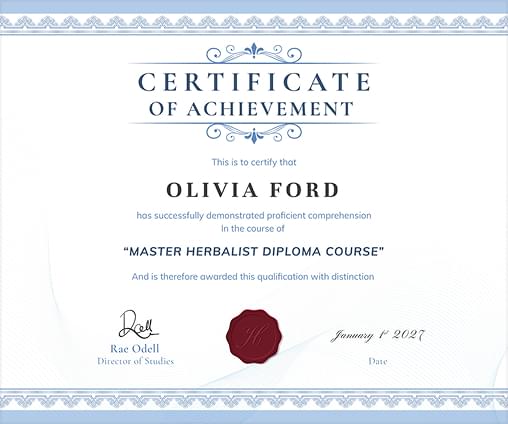 CERTIFICATE
OF ACHIEVEMENT
This is to certify that
OLIVIA FORD
has successfully demonstrated proficient comprehension
In the course of
“MASTER HERBALIST DIPLOMA COURSE”
And is therefore awarded this qualification with distinction
Rae Odell
Director of Studies
January 1st 2027
Date